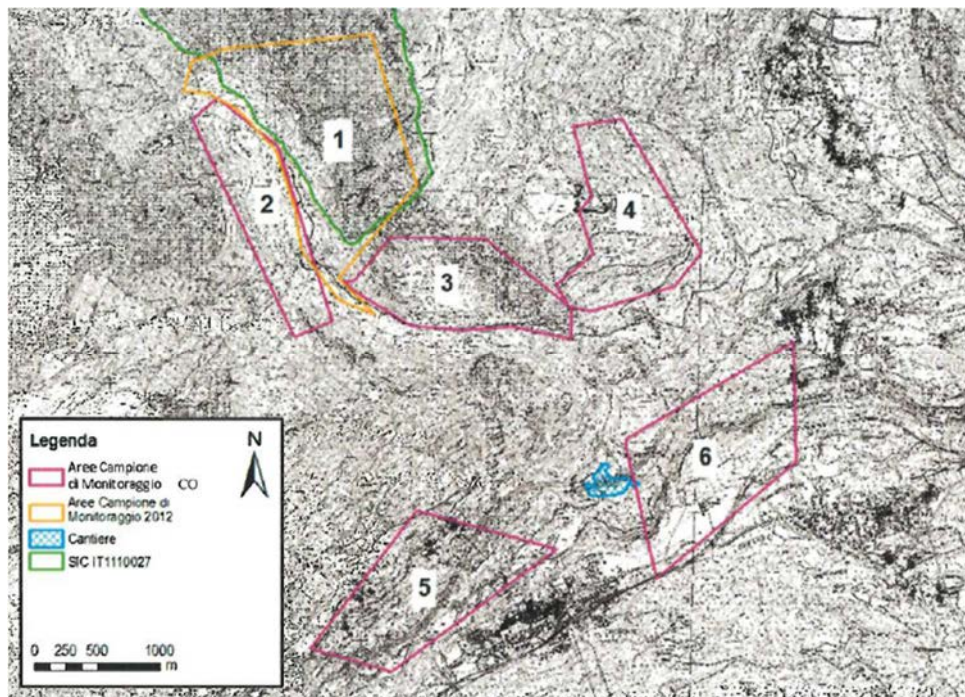 1
2
4
3
6
5
Legenda
N
Aree Campione
di Monitoraggio CO
Aree Campione di
Monitoraggio 2012
Cantiere
SIC IT1110027
0 250 500 1000
m